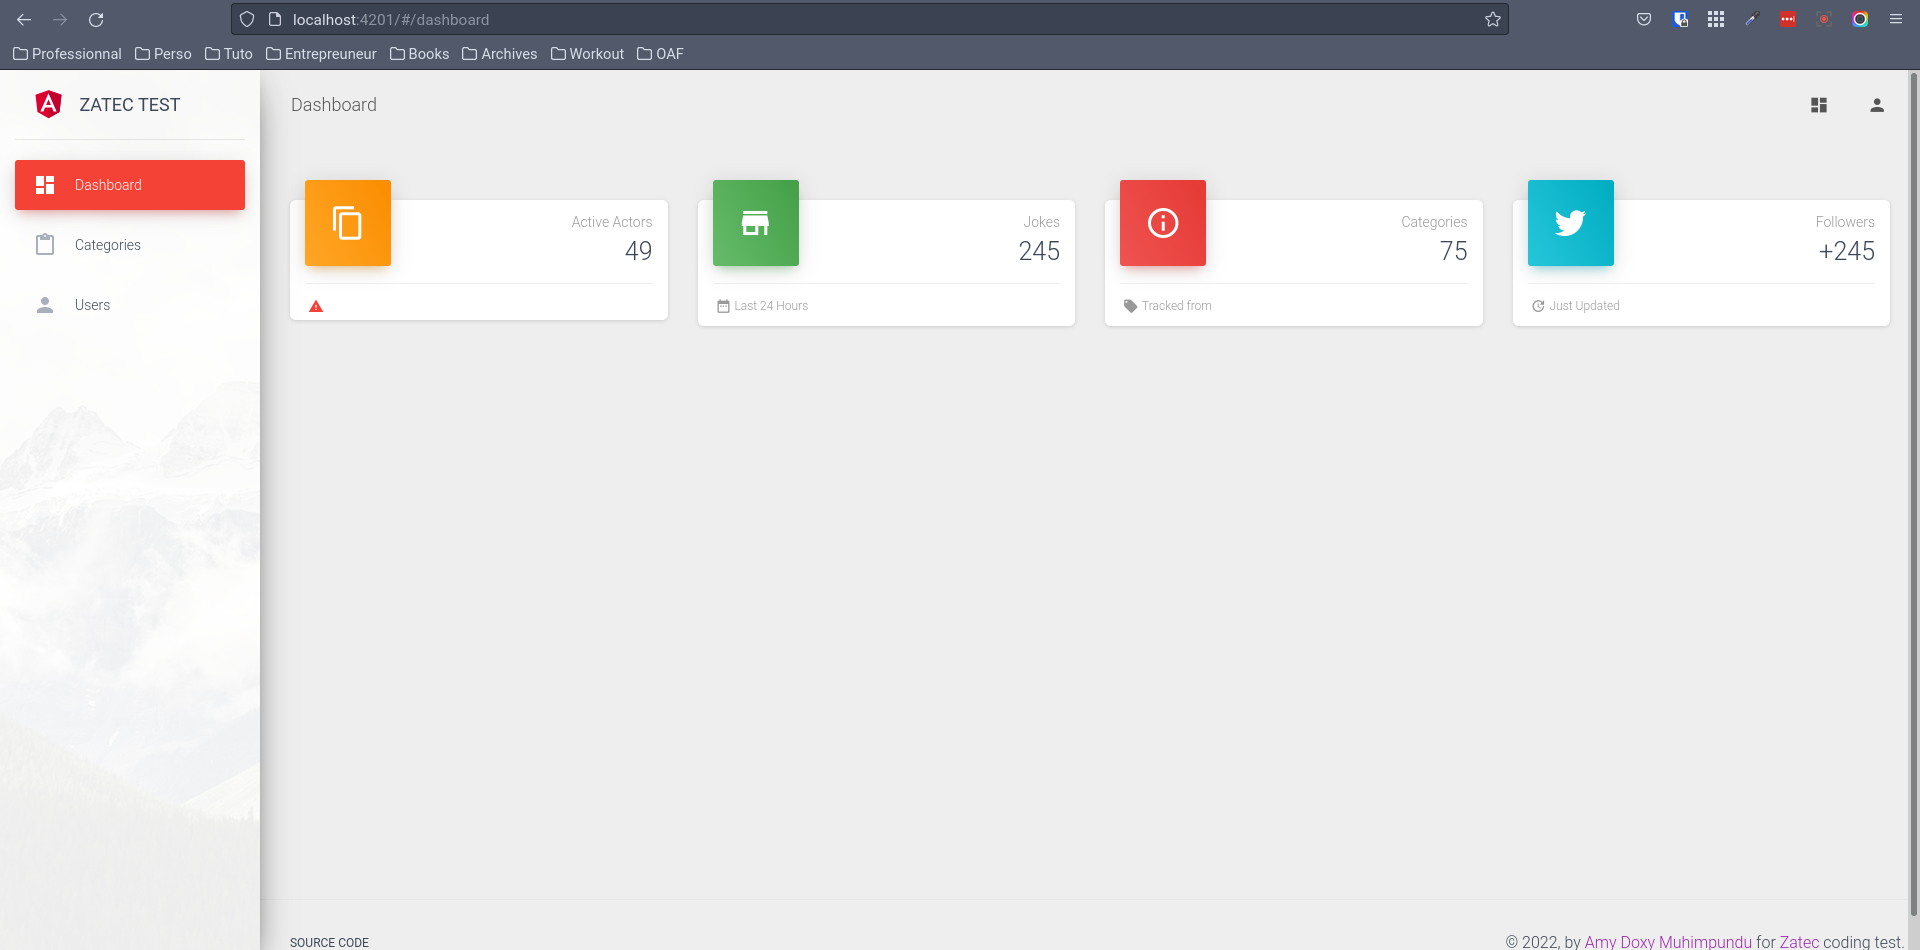 localhost:4201/#/dashboard
Professionnal Perso Tuto Entrepreuneur Books Archives Workout OAF
ZATEC TEST
Dashboard
Categories
Users
Dashboard
Active Actors
49
Jokes
245
Last 24 Hours
Categories
75
Tracked from
Followers
+245
Just Updated
SOURCE CODE
© 2022, by Amy Doxy Muhimpundu for Zatec coding test.